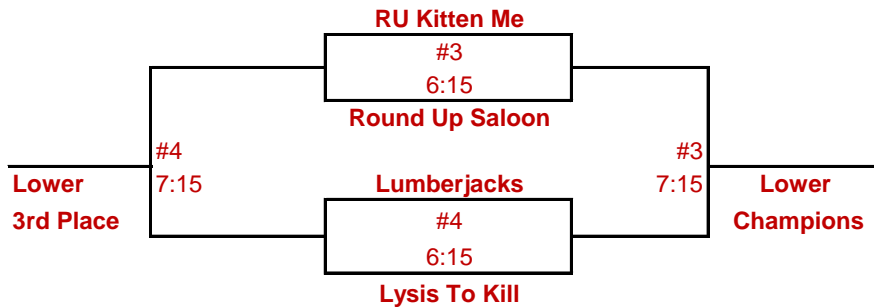 RU Kitten Me
#3
6:15
Round Up Saloon
#4
7:15
#3
7:15
Lower
3rd Place
Lower
Champions
Lumberjacks
#4
6:15
Lysis To Kill